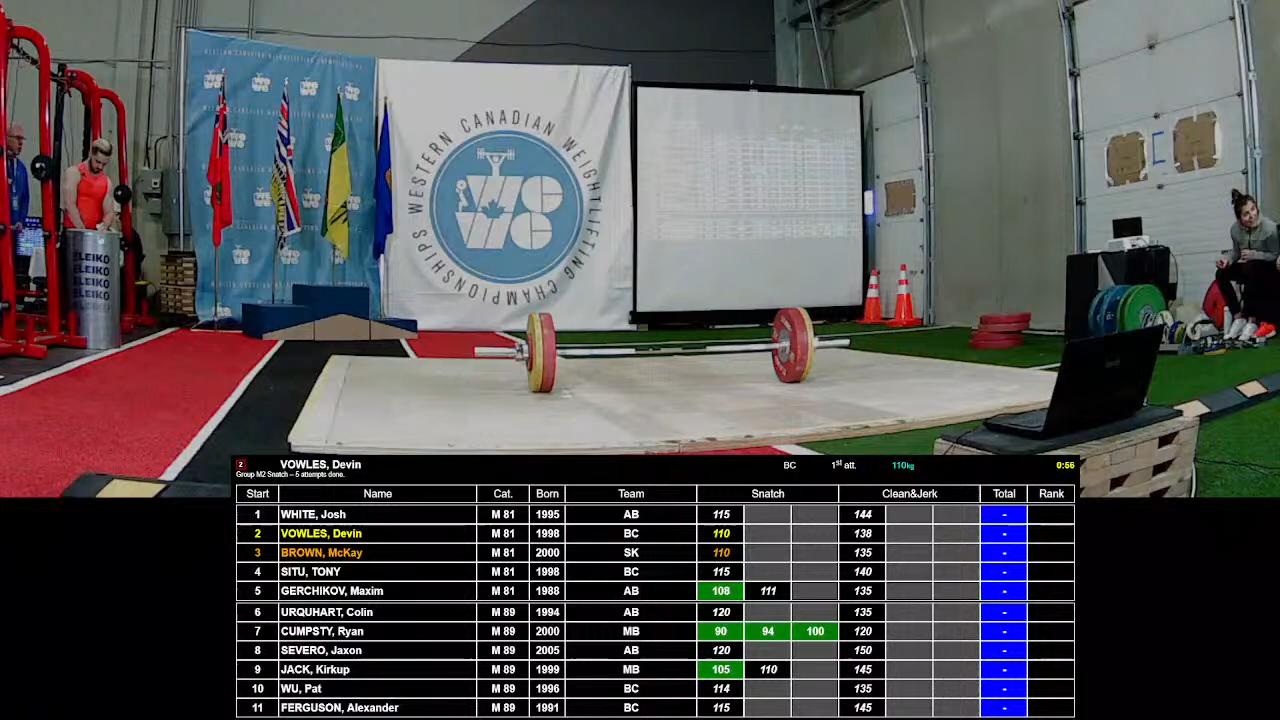 WESTERN CANADIAN WEIGHTLIFTING CHAMPIONSHIPS
WC
WC
ELEIKO
ELEIKO
ELEIKO
ELEIKO
2 VOWLES, Devin BC 1st att. 110kg 0:56
Group M2 Snatch – 5 attempts done.
Start Name Cat. Born Team Snatch Clean&Jerk Total Rank
1 WHITE, Josh M 81 1995 AB 115 144 -
2 VOWLES, Devin M 81 1998 BC 110 138 -
3 BROWN, McKay M 81 2000 SK 110 135 -
4 SITU, TONY M 81 1998 BC 115 140 -
5 GERCHIKOV, Maxim M 81 1988 AB 108 111 135 -
6 URQUHART, Colin M 89 1994 AB 120 135 -
7 CUMPSTY, Ryan M 89 2000 MB 90 94 100 120 -
8 SEVERO, Jaxon M 89 2005 AB 120 150 -
9 JACK, Kirkup M 89 1999 MB 105 110 145 -
10 WU, Pat M 89 1996 BC 114 135 -
11 FERGUSON, Alexander M 89 1991 BC 115 145 -